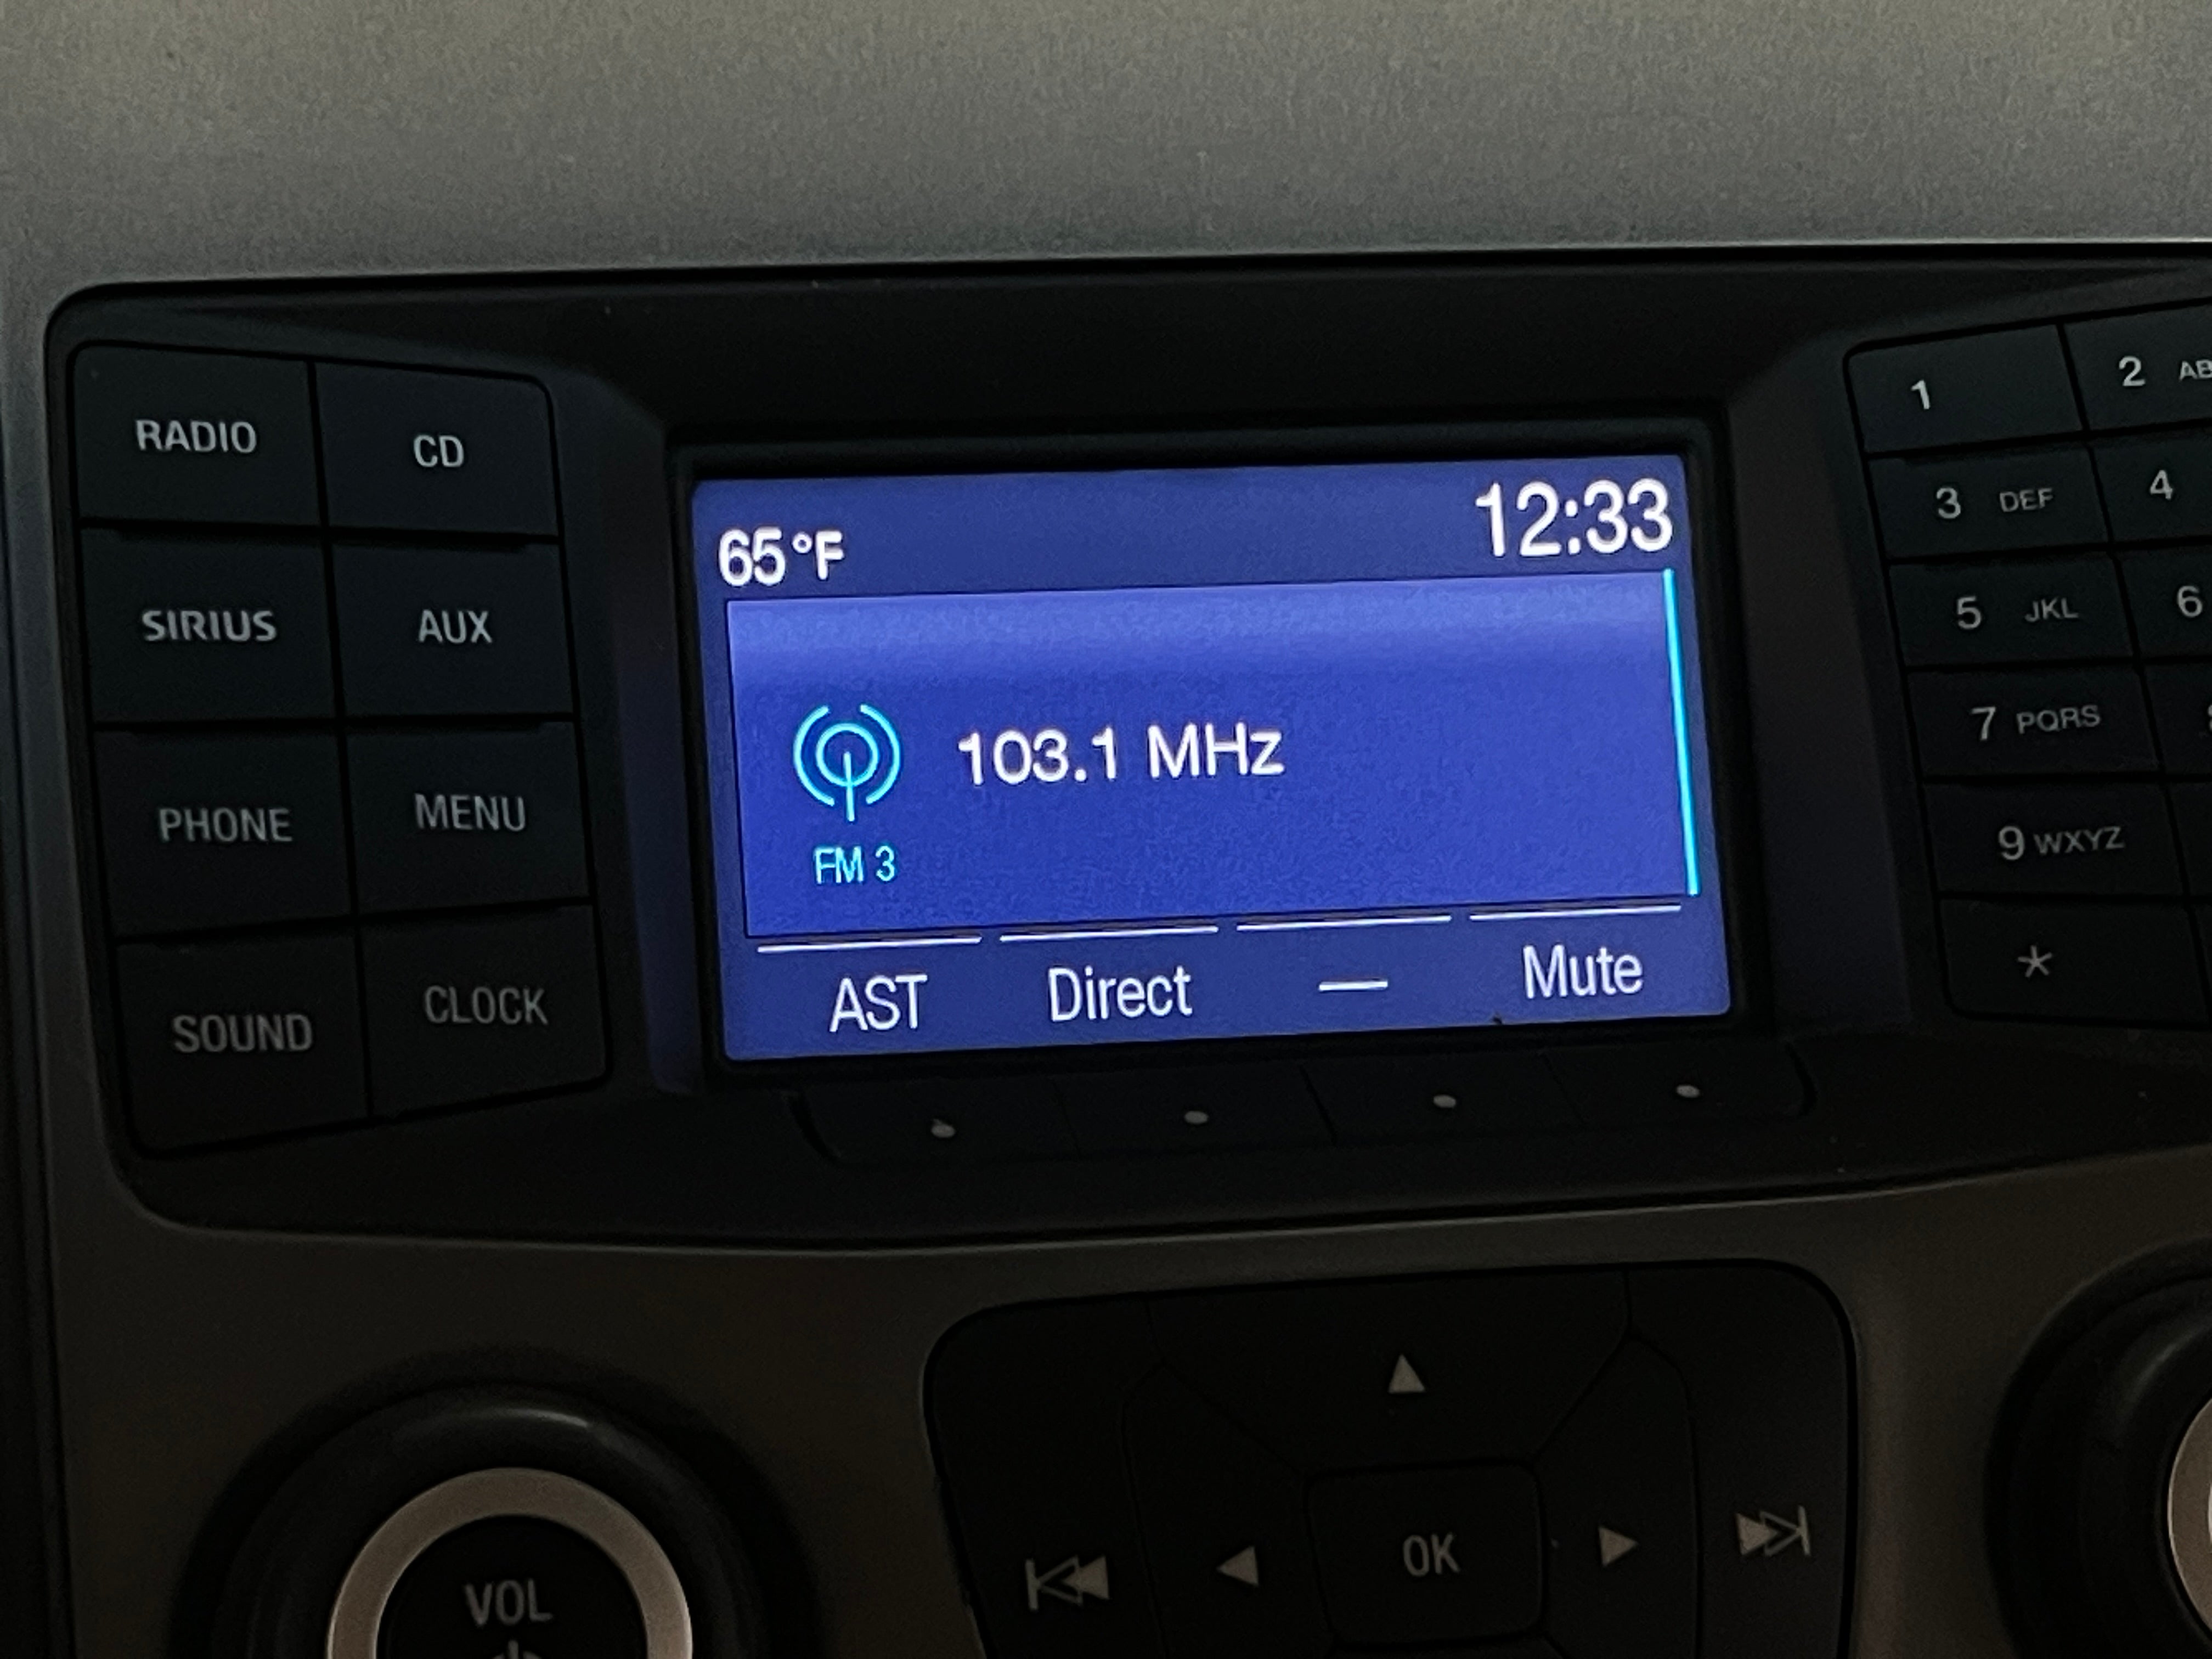 RADIO
CD
SIRIUS
AUX
PHONE
MENU
SOUND
CLOCK
65°F
12:33
103.1 MHz
FM 3
AST
Direct
—
Mute
1
2
3 DEF
4
5 JKL
6
7 PQRS
9 WXYZ
*
VOL
OK